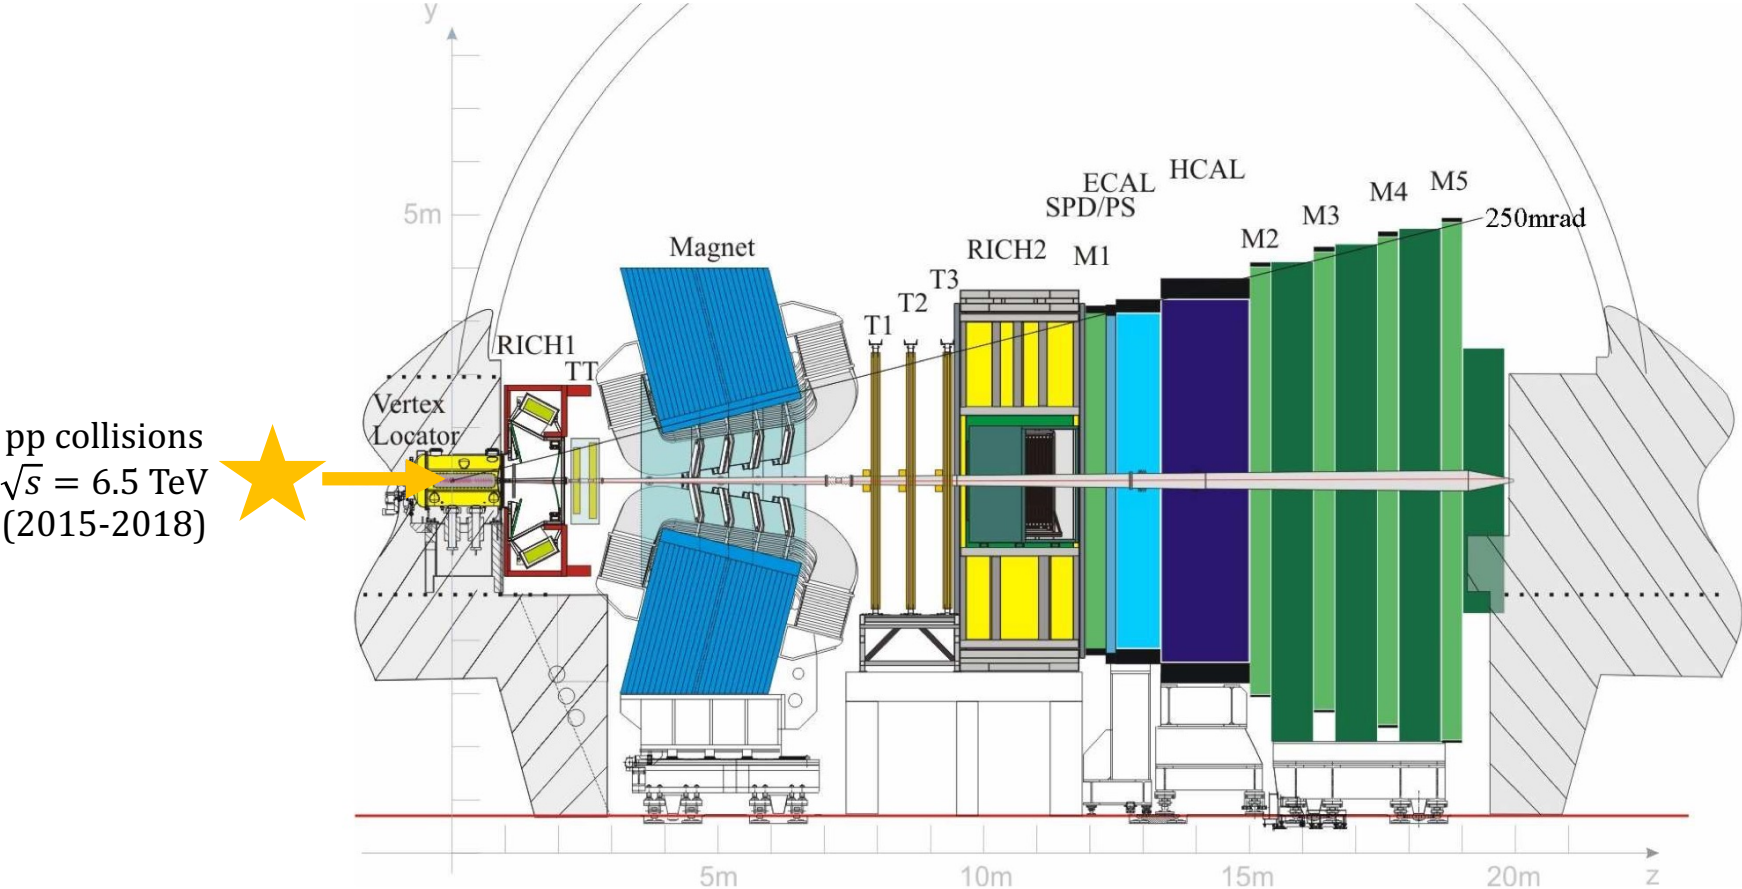 y
5m
Magnet
RICH1
TT
Vertex
Locator
T1
T2
T3
RICH2
M1
SPD/PS
ECAL
HCAL
M2
M3
M4
M5
250mrad
pp collisions
√s = 6.5 TeV
(2015-2018)
5m
10m
15m
20m
z